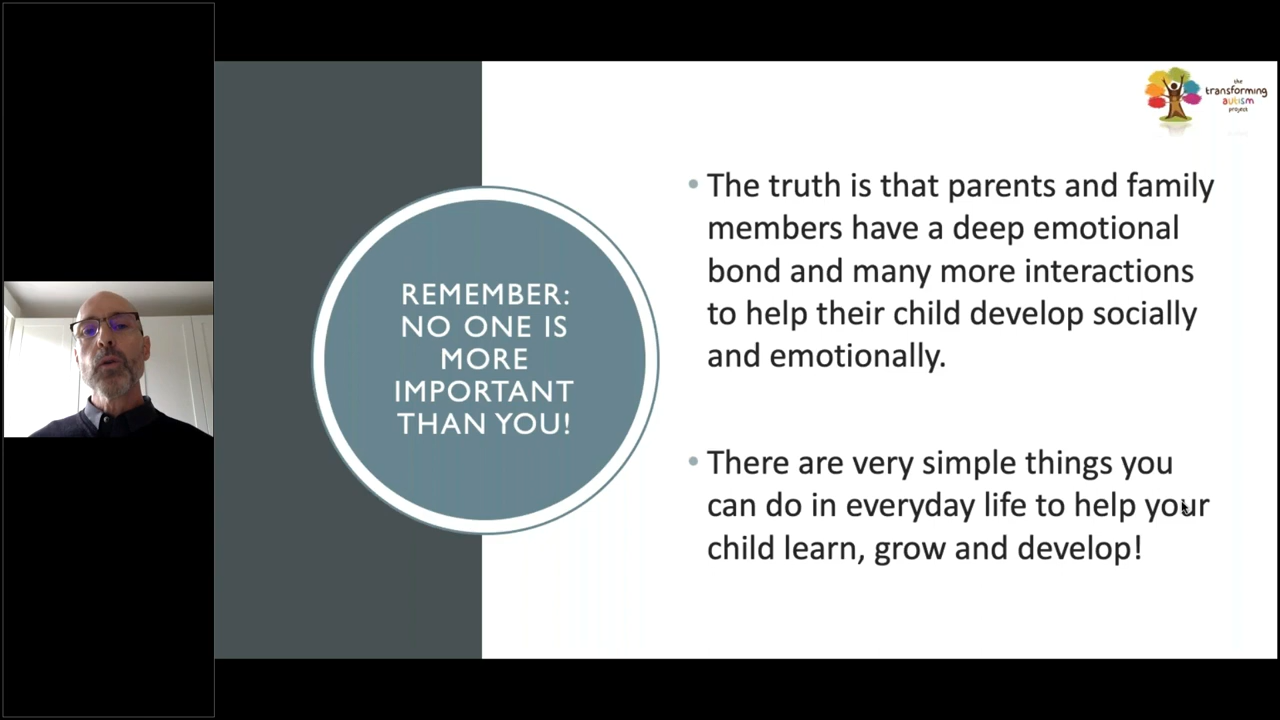 the
transforming
autism
project
REMEMBER:
NO ONE IS
MORE
IMPORTANT
THAN YOU!
• The truth is that parents and family
members have a deep emotional
bond and many more interactions
to help their child develop socially
and emotionally.
• There are very simple things you
can do in everyday life to help your
child learn, grow and develop!